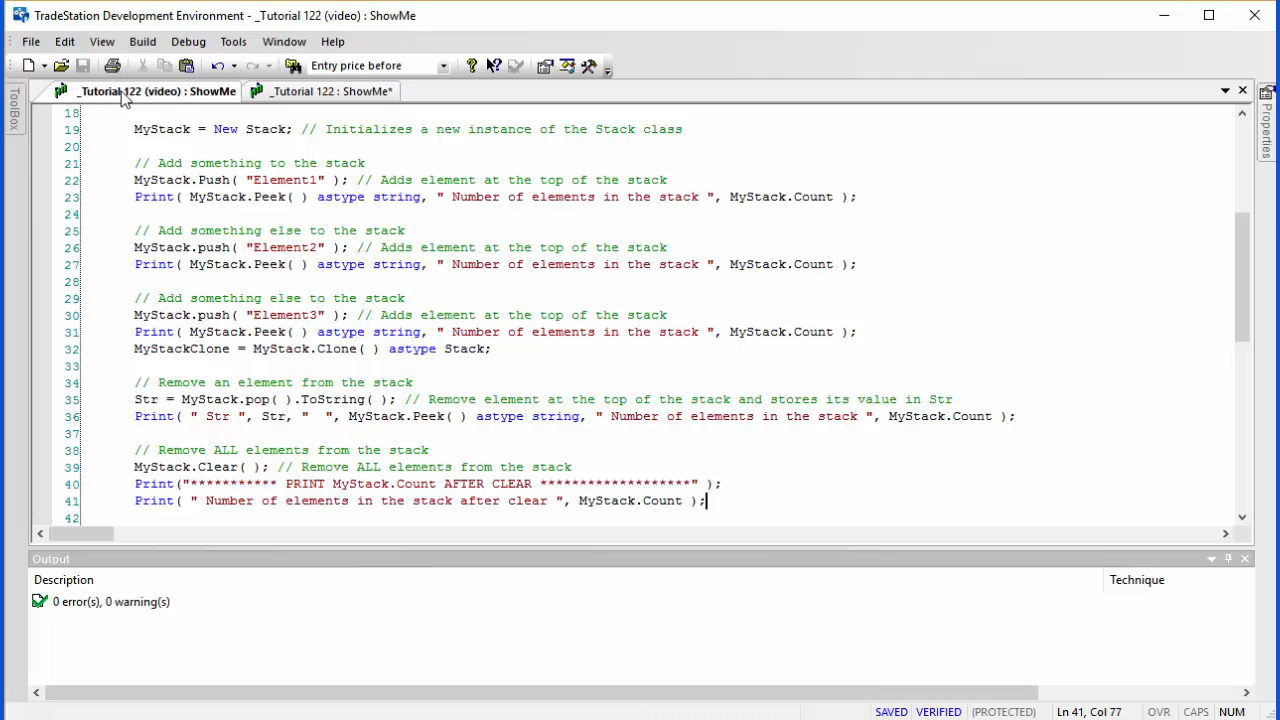 TradeStation Development Environment - _Tutorial 122 (video) : ShowMe
File Edit View Build Debug Tools Window Help
Entry price before
_Tutorial 122 (video) : ShowMe _Tutorial 122 : ShowMe*
ToolBox
Properties
18
19 MyStack = New Stack; // Initializes a new instance of the Stack class
20
21 // Add something to the stack
22 MyStack.Push( "Element1" ); // Adds element at the top of the stack
23 Print( MyStack.Peek( ) astype string, " Number of elements in the stack ", MyStack.Count );
24
25 // Add something else to the stack
26 MyStack.push( "Element2" ); // Adds element at the top of the stack
27 Print( MyStack.Peek( ) astype string, " Number of elements in the stack ", MyStack.Count );
28
29 // Add something else to the stack
30 MyStack.push( "Element3" ); // Adds element at the top of the stack
31 Print( MyStack.Peek( ) astype string, " Number of elements in the stack ", MyStack.Count );
32 MyStackClone = MyStack.Clone( ) astype Stack;
33
34 // Remove an element from the stack
35 Str = MyStack.pop( ).ToString( ); // Remove element at the top of the stack and stores its value in Str
36 Print( " Str ", Str, "  ", MyStack.Peek( ) astype string, " Number of elements in the stack ", MyStack.Count );
37
38 // Remove ALL elements from the stack
39 MyStack.Clear( ); // Remove ALL elements from the stack
40 Print("*********** PRINT MyStack.Count AFTER CLEAR *******************" );
41 Print( " Number of elements in the stack after clear ", MyStack.Count );
42
Output
Description Technique
0 error(s), 0 warning(s)
SAVED VERIFIED (PROTECTED) Ln 41, Col 77 OVR CAPS NUM